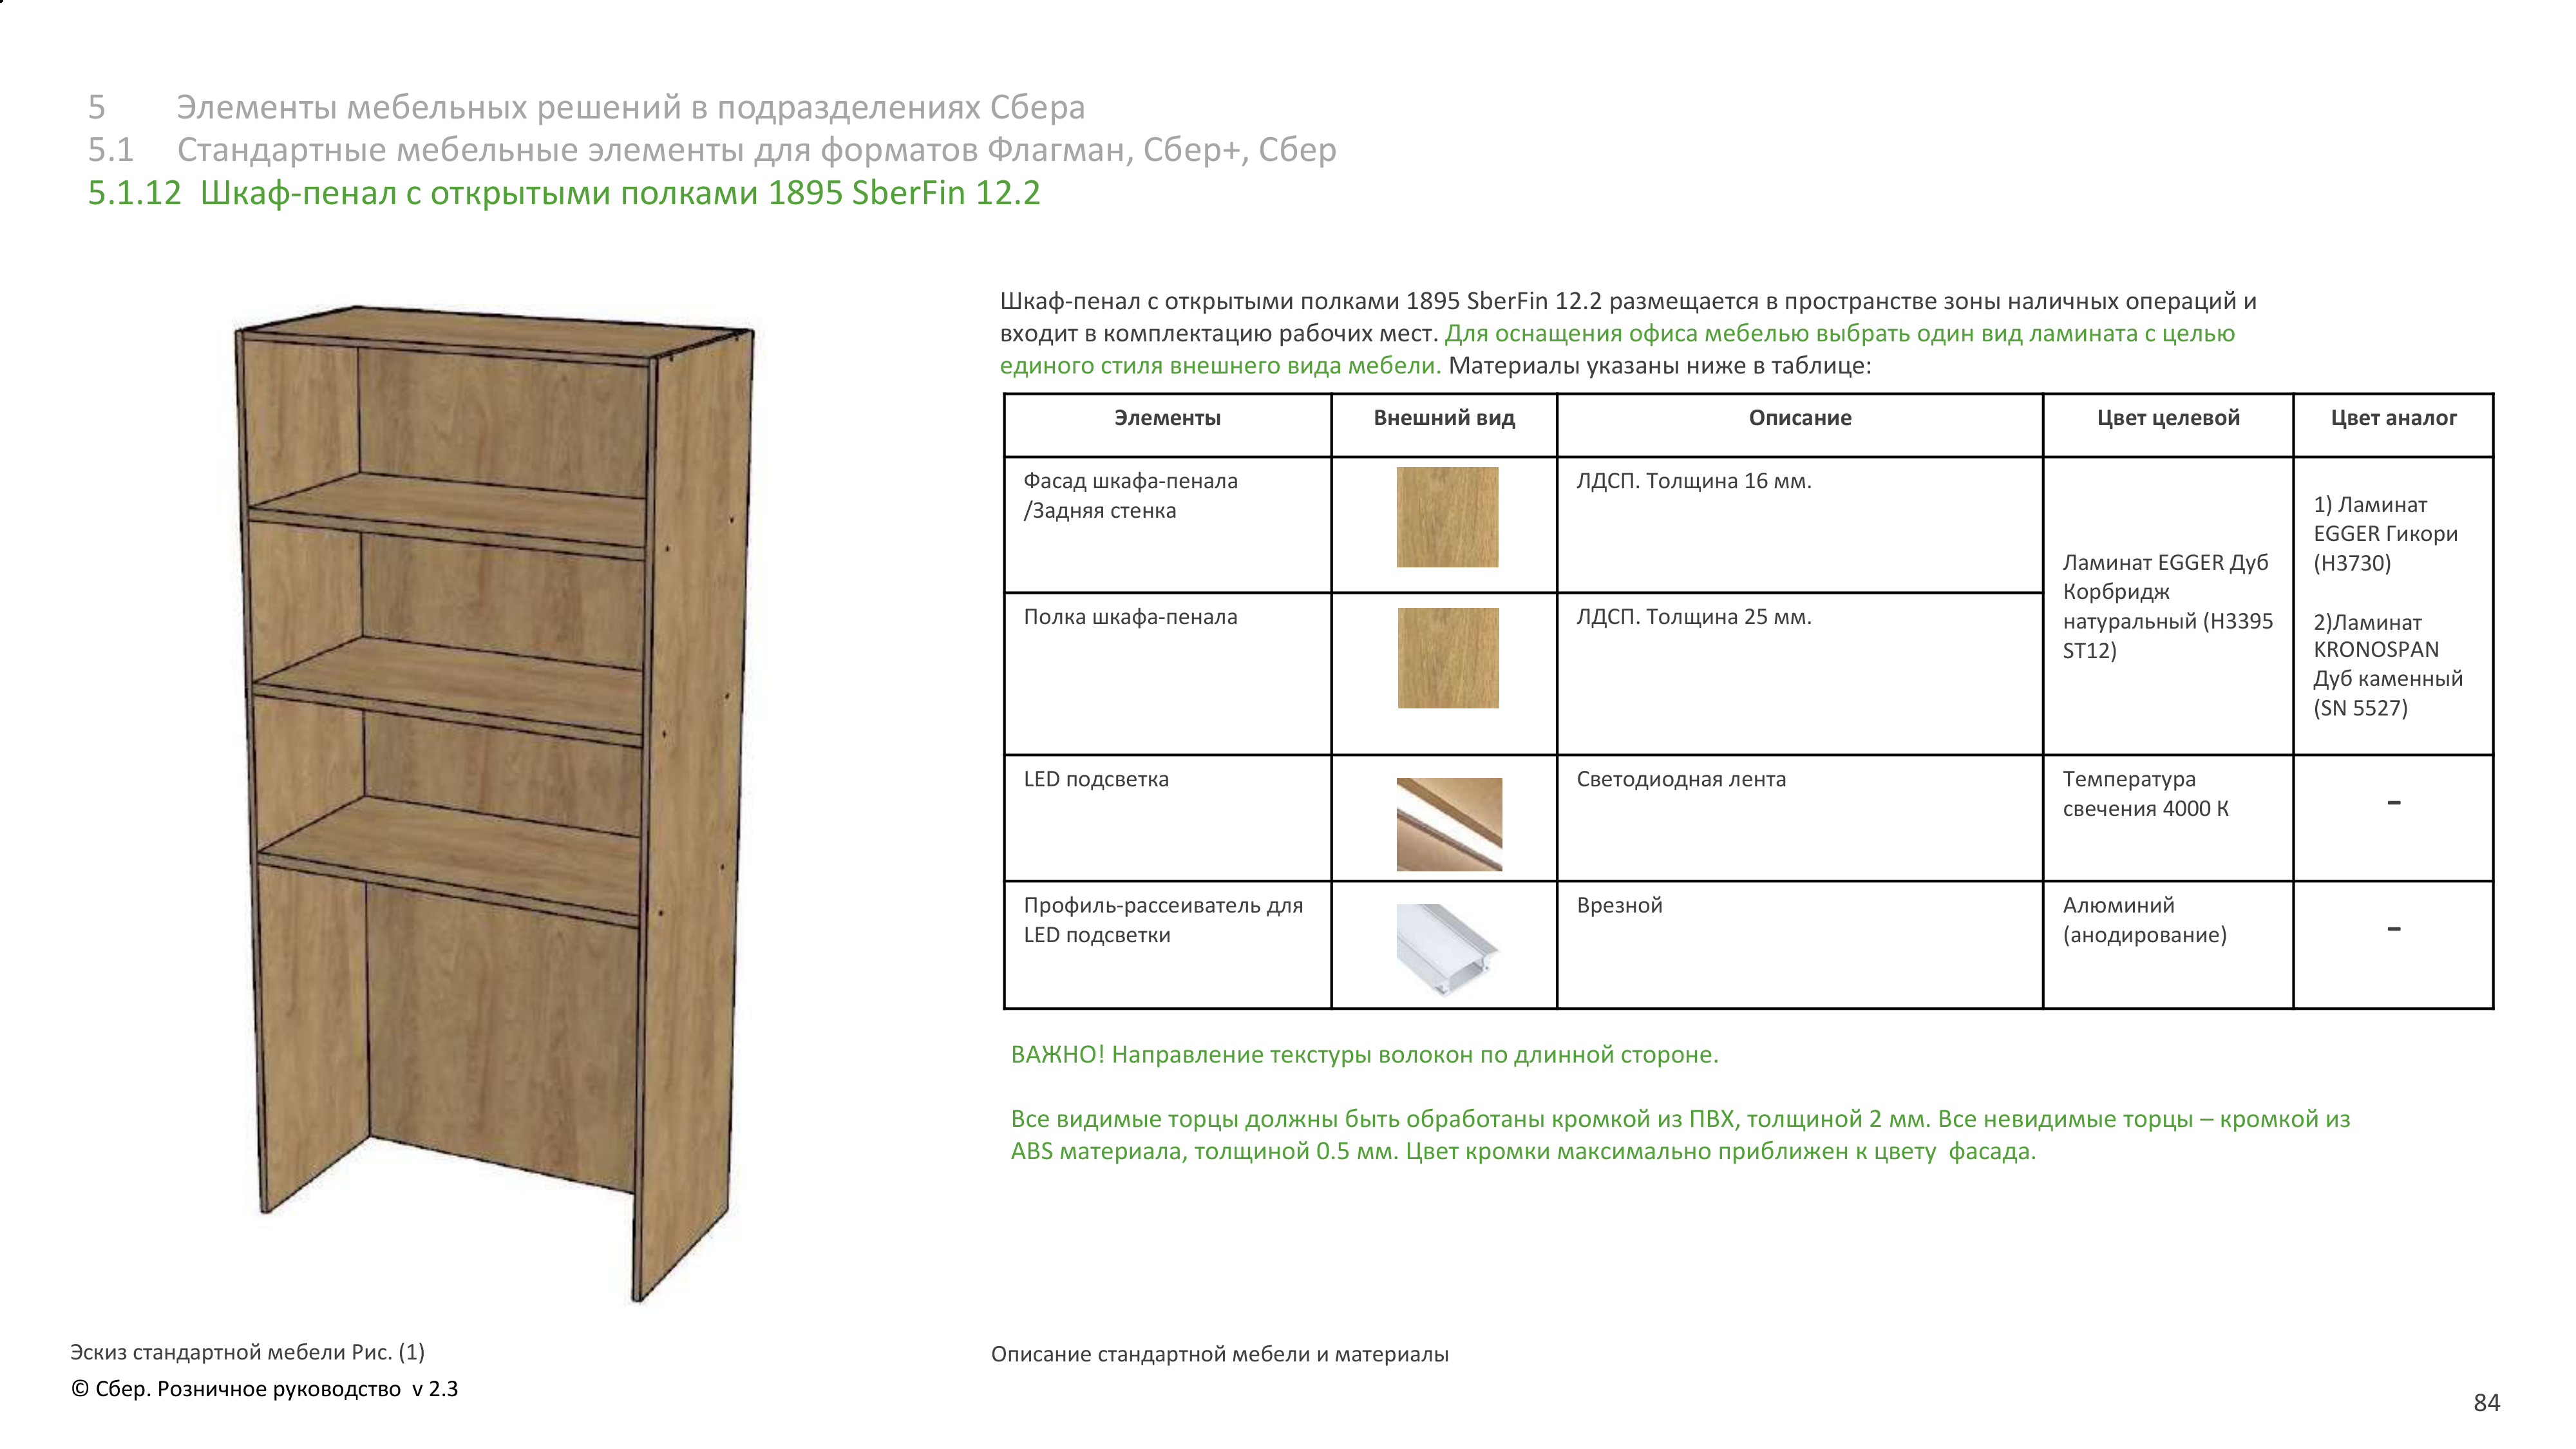 5 Элементы мебельных решений в подразделениях Сбера
5.1 Стандартные мебельные элементы для форматов Флагман, Сбер+, Сбер
5.1.12 Шкаф-пенал с открытыми полками 1895 SberFin 12.2
Шкаф-пенал с открытыми полками 1895 SberFin 12.2 размещается в пространстве зоны наличных операций и
входит в комплектацию рабочих мест. Для оснащения офиса мебелью выбрать один вид ламината с целью
единого стиля внешнего вида мебели. Материалы указаны ниже в таблице:
Элементы Внешний вид Описание Цвет целевой Цвет аналог
Фасад шкафа-пенала
/Задняя стенка
ЛДСП. Толщина 16 мм.
Ламинат EGGER Дуб
Корбридж
натуральный (H3395
ST12)
1) Ламинат
EGGER Гикори
(H3730)
2)Ламинат
KRONOSPAN
Дуб каменный
(SN 5527)
Полка шкафа-пенала
ЛДСП. Толщина 25 мм.
LED подсветка
Светодиодная лента
Температура
свечения 4000 К
–
Профиль-рассеиватель для
LED подсветки
Врезной
Алюминий
(анодирование)
–
ВАЖНО! Направление текстуры волокон по длинной стороне.
Все видимые торцы должны быть обработаны кромкой из ПВХ, толщиной 2 мм. Все невидимые торцы – кромкой из
ABS материала, толщиной 0.5 мм. Цвет кромки максимально приближен к цвету фасада.
Эскиз стандартной мебели Рис. (1)
Описание стандартной мебели и материалы
© Сбер. Розничное руководство v 2.3
84